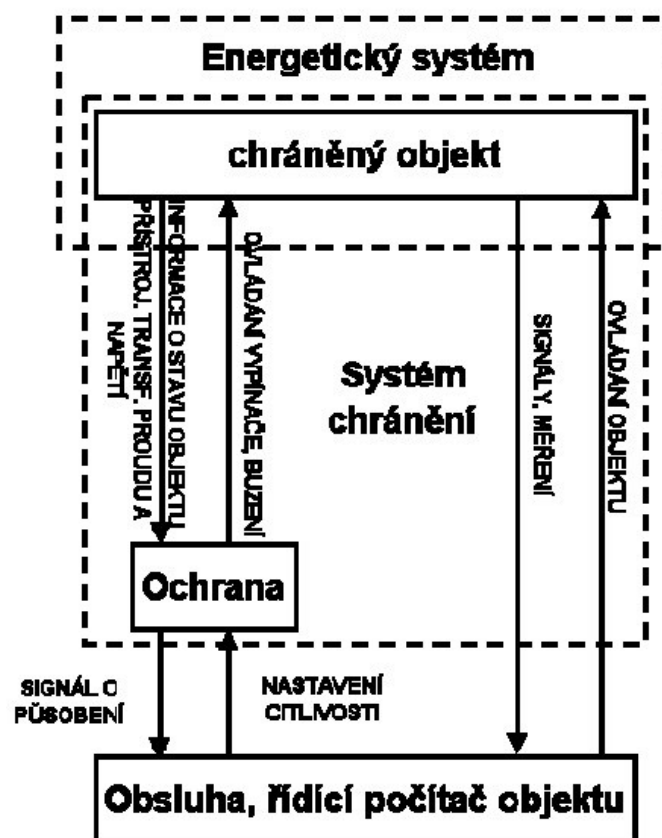 Energetický systém
chráněný objekt
INFORMACE O STAVU OBJEKTU
PŘÍSTROJ. TRANSF. PROUDU A
NAPĚTÍ
OVLÁDÁNÍ VYPÍNAČE, BUZENÍ
SIGNÁLY, MĚŘENÍ
OVLÁDÁNÍ OBJEKTU
Systém
chránění
Ochrana
SIGNÁL O
PŮSOBENÍ
NASTAVENÍ
CITLIVOSTI
Obsluha, řídící počítač objektu